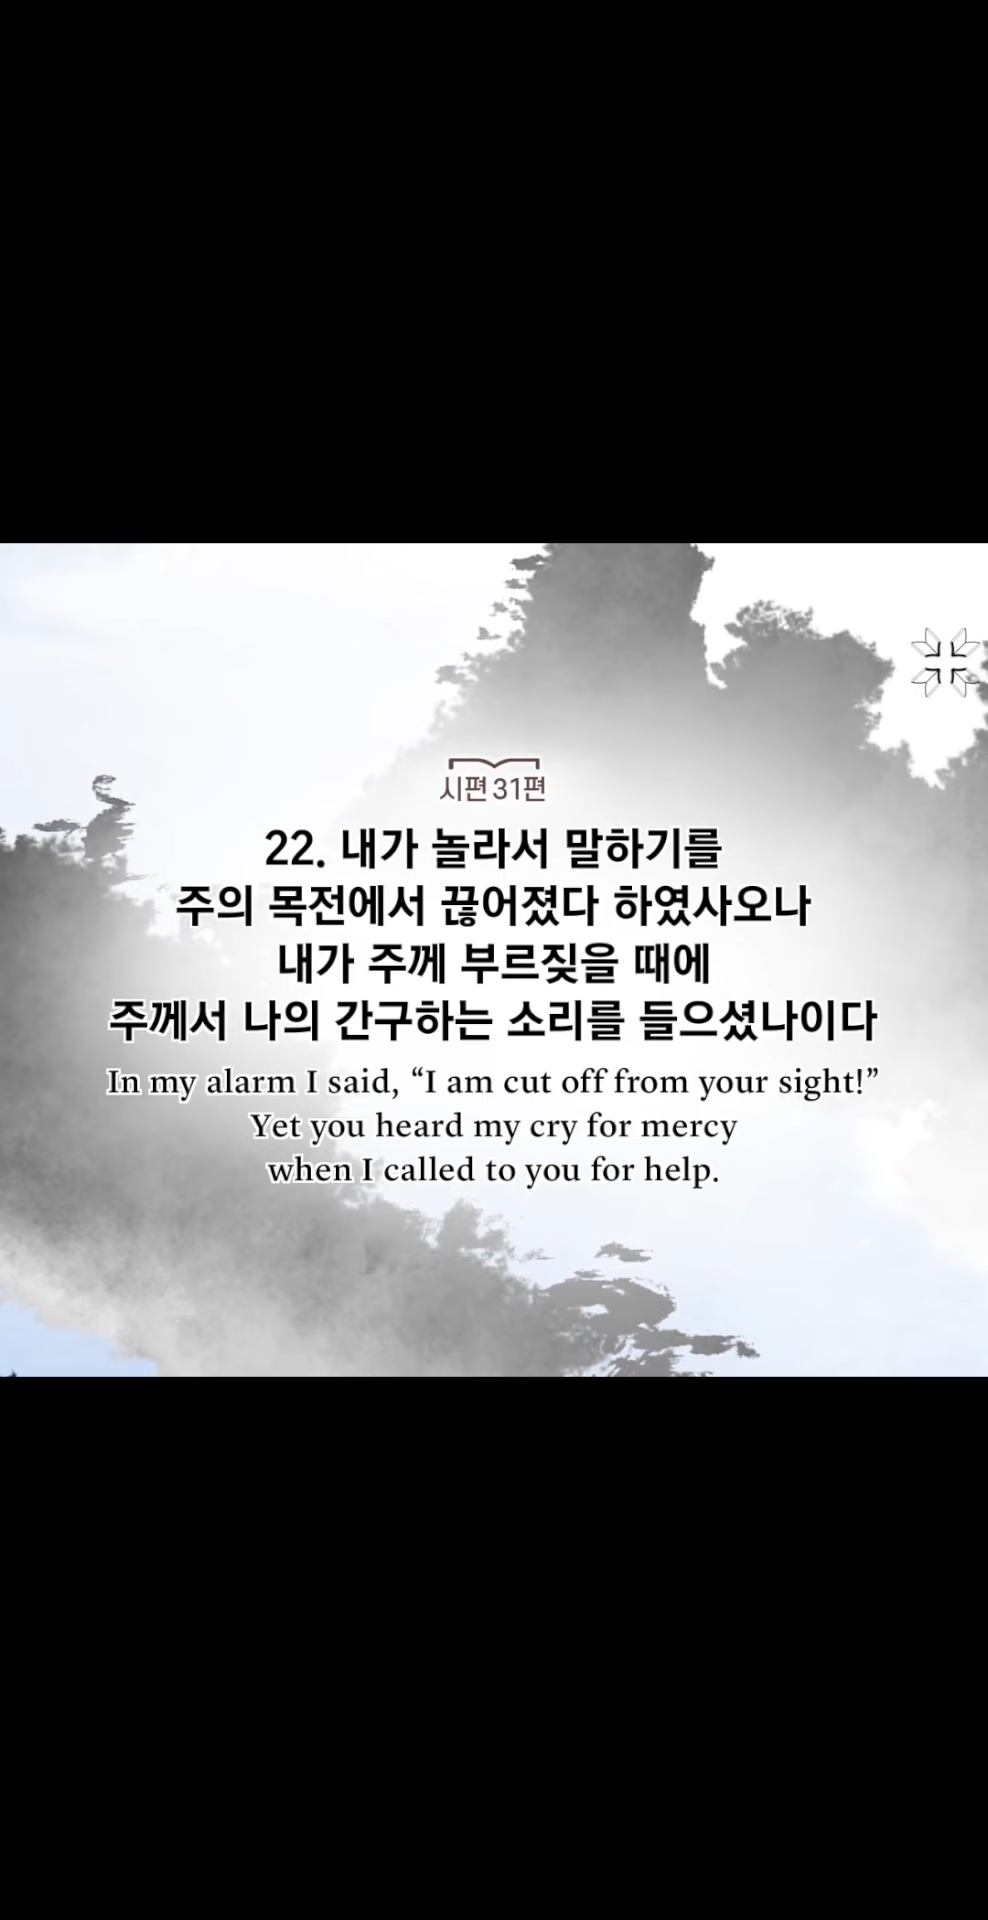 시편 31편
22. 내가 놀라서 말하기를
주의 목전에서 끊어졌다 하였사오나
내가 주께 부르짖을 때에
주께서 나의 간구하는 소리를 들으셨나이다
In my alarm I said, “I am cut off from your sight!”
Yet you heard my cry for mercy
when I called to you for help.